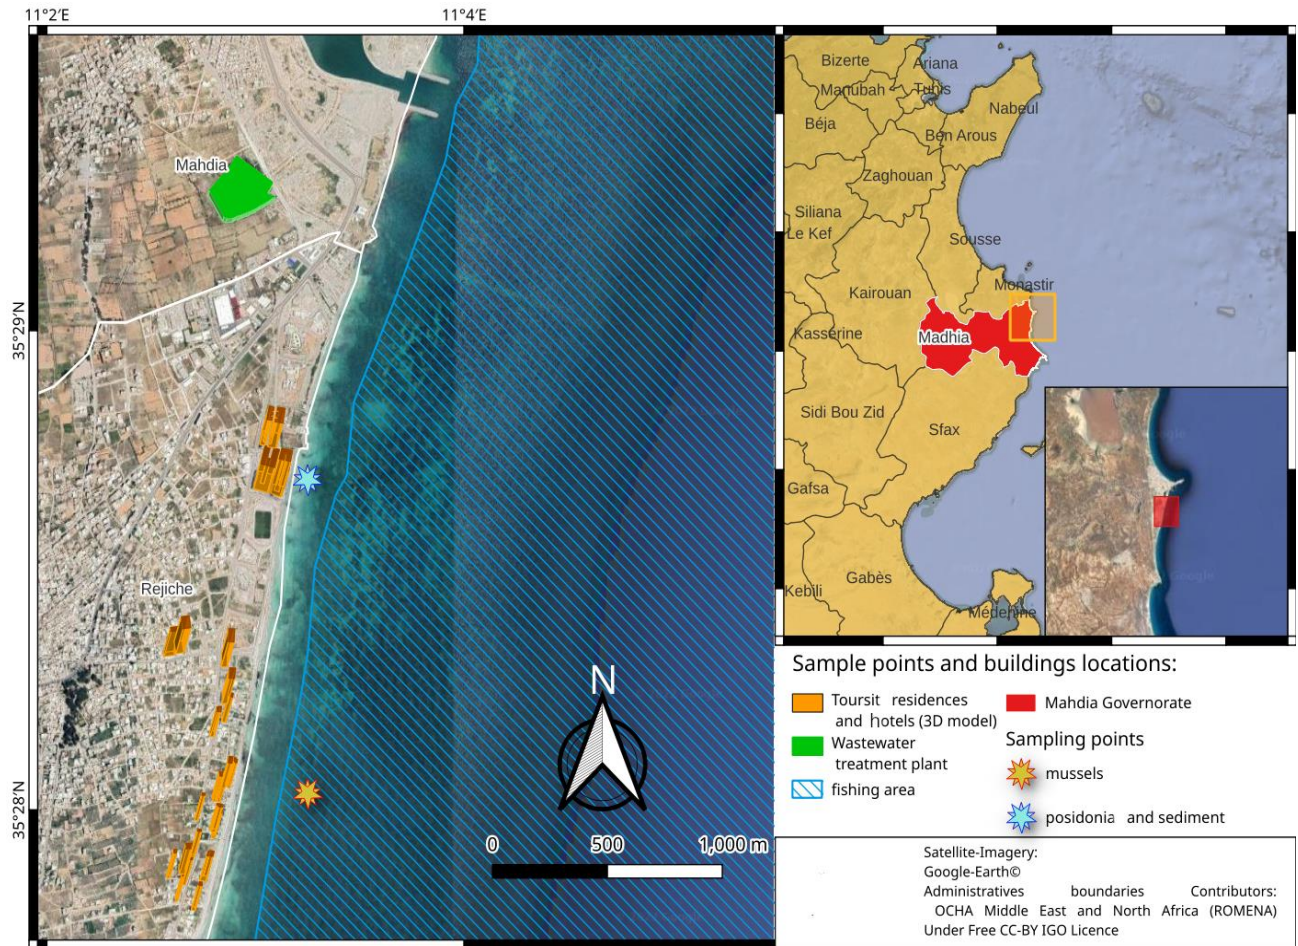 11°2′E
11°4′E
35°29′N
35°28′N
Mahdia
Rejiche
N
0 500 1,000 m
Bizerte
Ariana
Manubah
Tunis
Nabeul
Béja
Ben Arous
Zaghouan
Siliana
Le Kef
Sousse
Monastir
Kairouan
Kasserine
Madhia
Sidi Bou Zid
Sfax
Gafsa
Gabès
Kebili
Médenine
Google
Sample points and buildings locations:
Toursit residences
and hotels (3D model)
Wastewater
treatment plant
fishing area
Mahdia Governorate
Sampling points
mussels
posidonia and sediment
Satellite-Imagery:
Google-Earth©
Administratives boundaries Contributors:
OCHA Middle East and North Africa (ROMENA)
Under Free CC-BY IGO Licence